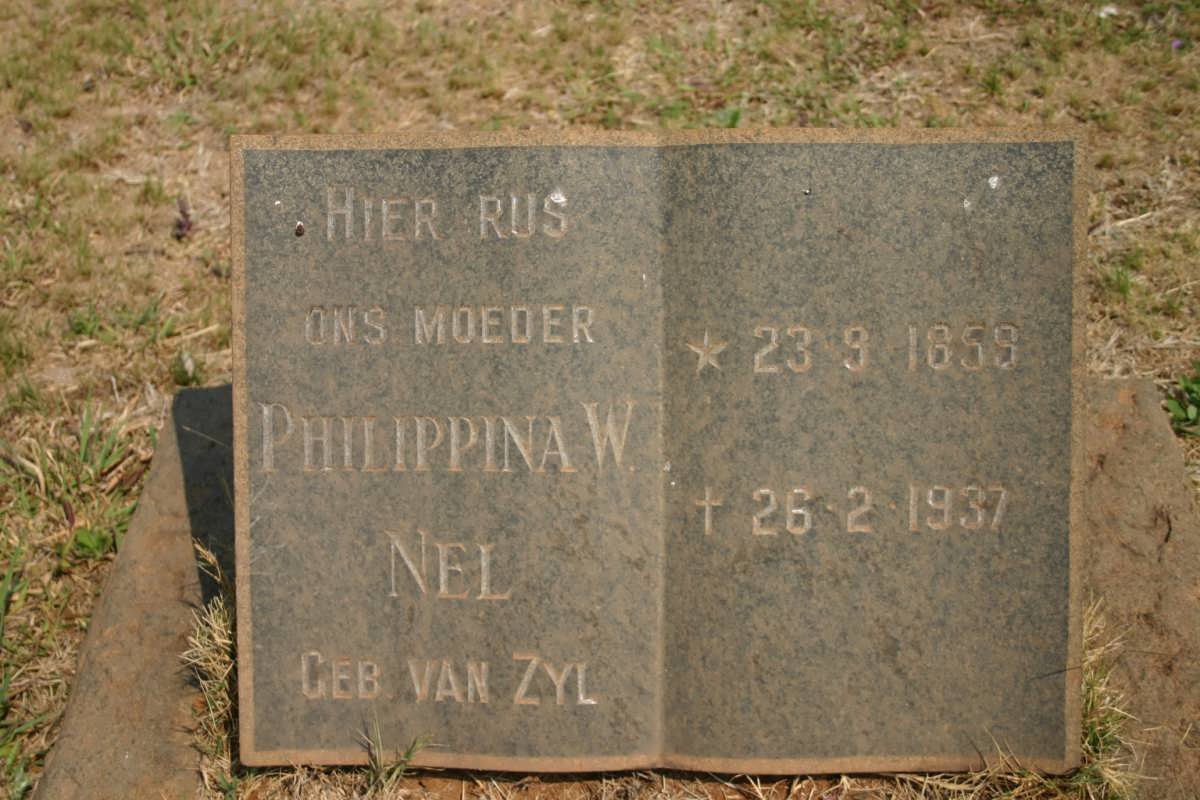 HIER RUS
ONS MOEDER
PHILIPPINA W.
NEL
GEB. VAN ZYL
★ 23·9·1859
† 26·2·1937